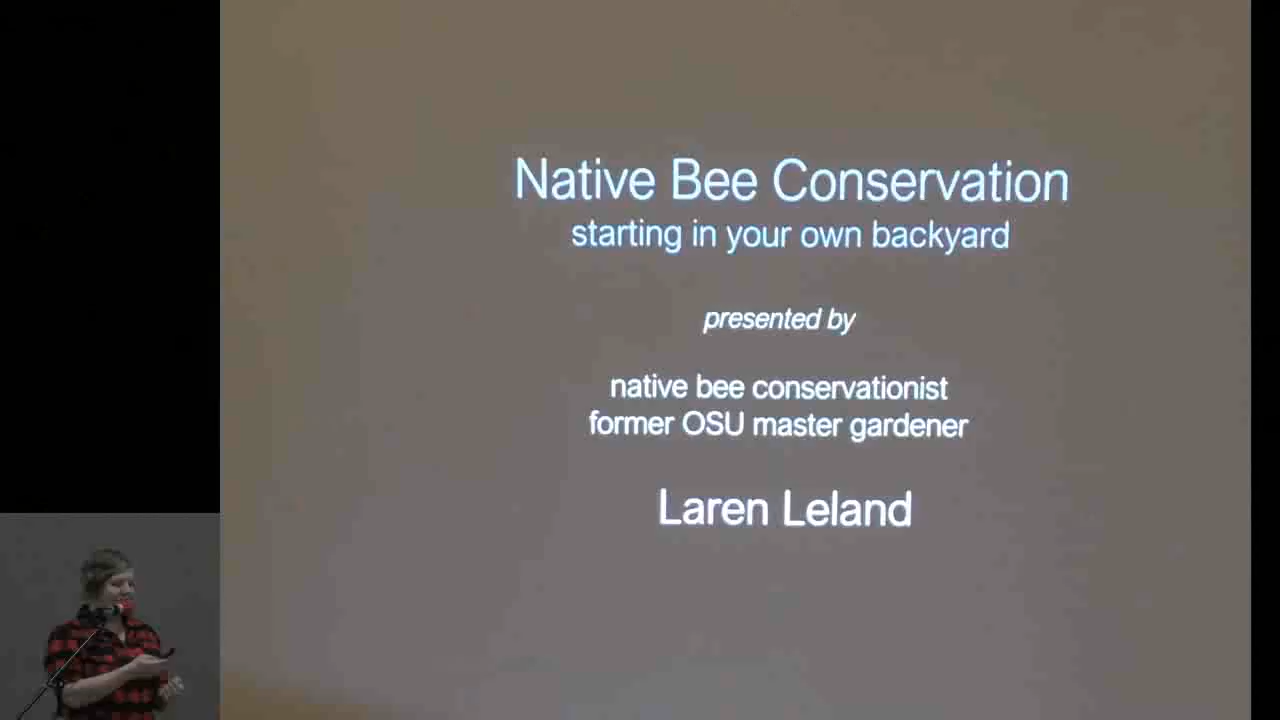 Native Bee Conservation
starting in your own backyard
presented by
native bee conservationist
former OSU master gardener
Laren Leland